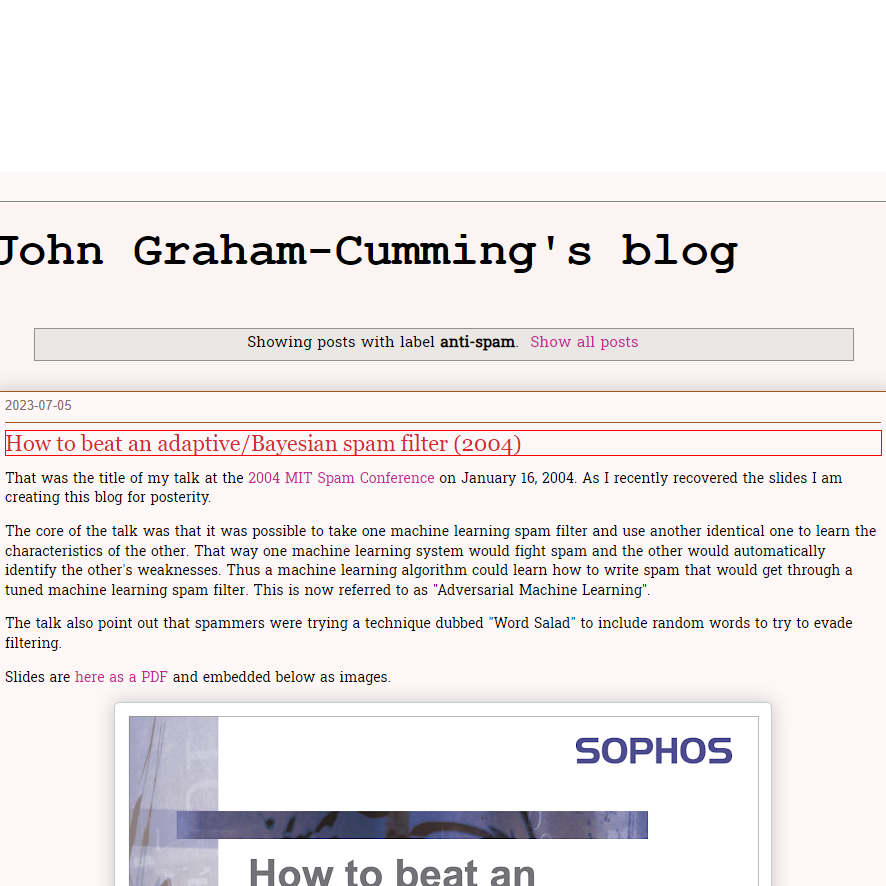 John Graham-Cumming's blog
Showing posts with label anti-spam. Show all posts
2023-07-05
How to beat an adaptive/Bayesian spam filter (2004)
That was the title of my talk at the 2004 MIT Spam Conference on January 16, 2004. As I recently recovered the slides I am
creating this blog for posterity.
The core of the talk was that it was possible to take one machine learning spam filter and use another identical one to learn the
characteristics of the other. That way one machine learning system would fight spam and the other would automatically
identify the other's weaknesses. Thus a machine learning algorithm could learn how to write spam that would get through a
tuned machine learning spam filter. This is now referred to as "Adversarial Machine Learning".
The talk also point out that spammers were trying a technique dubbed "Word Salad" to include random words to try to evade
filtering.
Slides are here as a PDF and embedded below as images.
SOPHOS
How to beat an